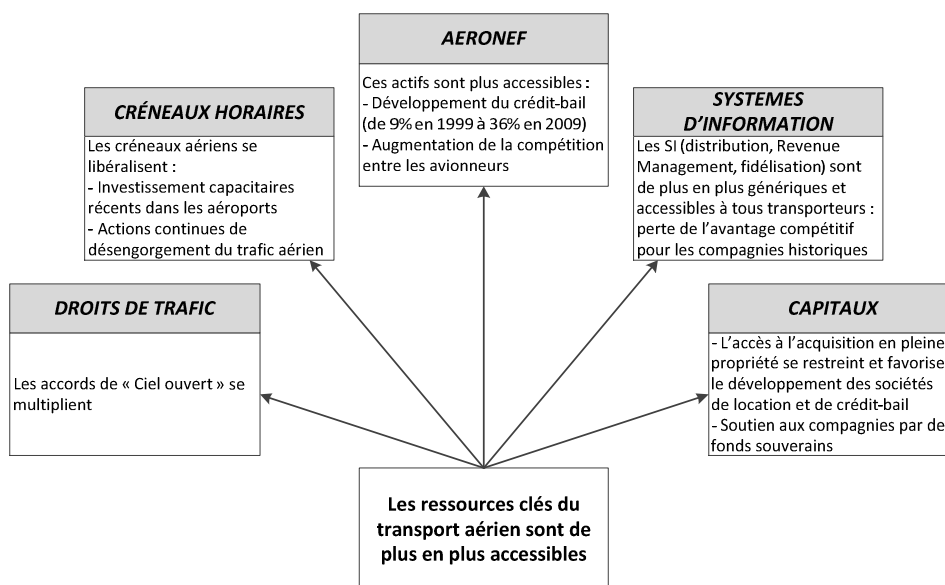 AERONEF
Ces actifs sont plus accessibles :
- Développement du crédit-bail
(de 9% en 1999 à 36% en 2009)
- Augmentation de la compétition
entre les avionneurs
CRÉNEAUX HORAIRES
Les créneaux aériens se
libéralisent :
- Investissement capacitaires
récents dans les aéroports
- Actions continues de
désengorgement du trafic aérien
SYSTEMES
D'INFORMATION
Les SI (distribution, Revenue
Management, fidélisation) sont
de plus en plus génériques et
accessibles à tous transporteurs :
perte de l'avantage compétitif
pour les compagnies historiques
DROITS DE TRAFIC
Les accords de « Ciel ouvert » se
multiplient
CAPITAUX
- L'accès à l'acquisition en pleine
propriété se restreint et favorise
le développement des sociétés
de location et de crédit-bail
- Soutien aux compagnies par de
fonds souverains
Les ressources clés du
transport aérien sont de
plus en plus accessibles